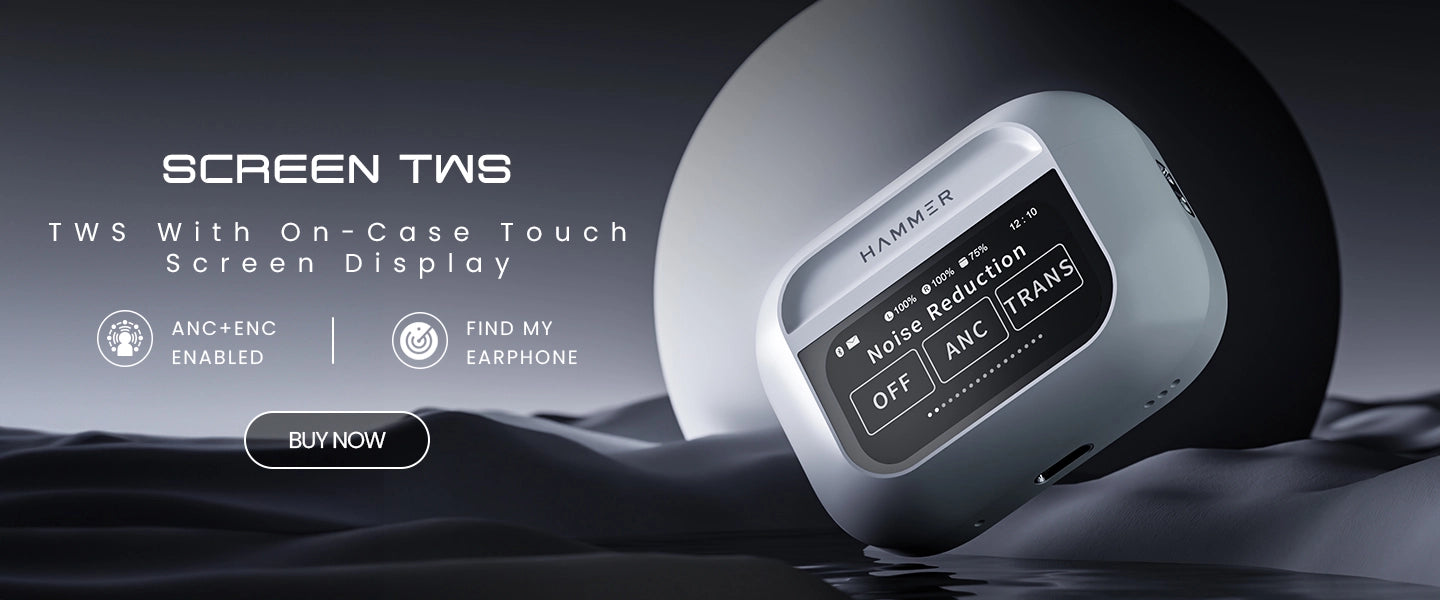 SCREEN TWS
TWS With On-Case Touch
Screen Display
ANC+ENC
ENABLED
FIND MY
EARPHONE
BUY NOW
HAMMER
12:10
L 100% R 100% 75%
Noise Reduction
OFF ANC TRANS